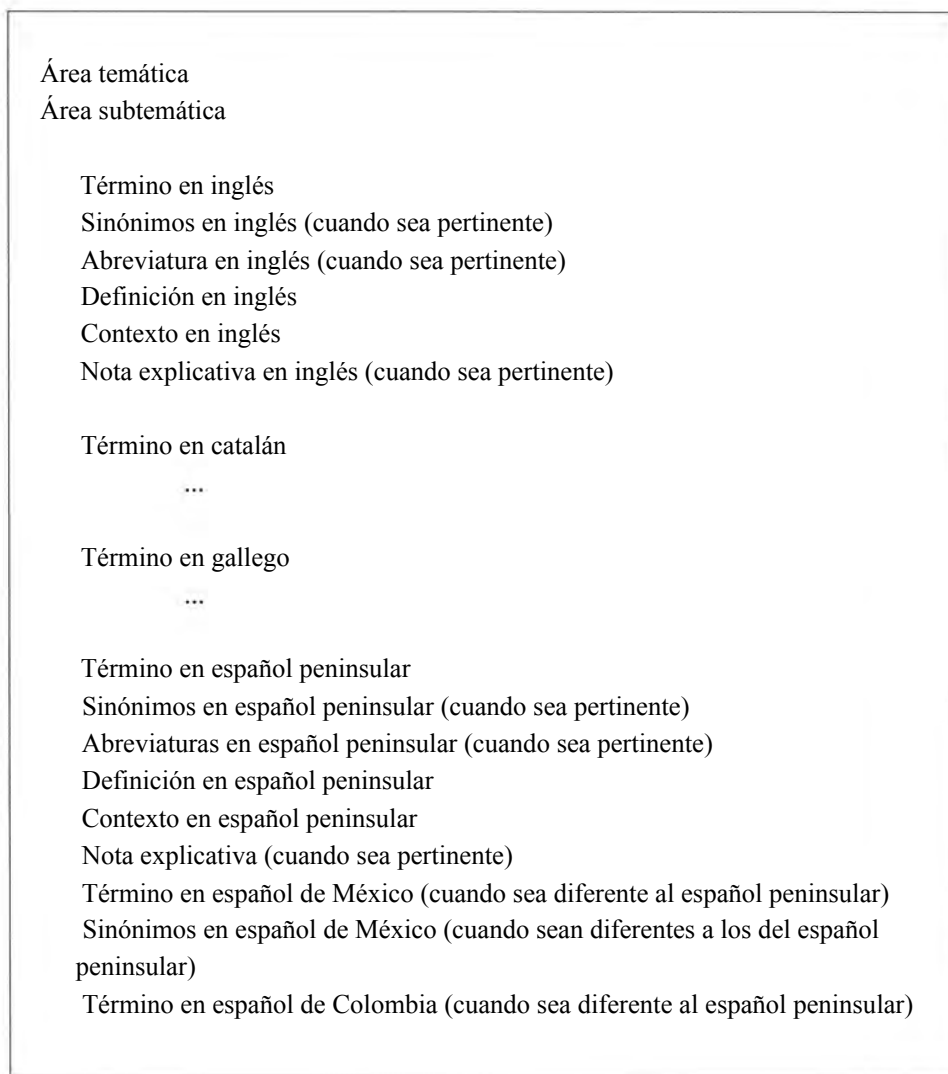 Área temática
Área subtemática
Término en inglés
Sinónimos en inglés (cuando sea pertinente)
Abreviatura en inglés (cuando sea pertinente)
Definición en inglés
Contexto en inglés
Nota explicativa en inglés (cuando sea pertinente)
Término en catalán
...
Término en gallego
...
Término en español peninsular
Sinónimos en español peninsular (cuando sea pertinente)
Abreviaturas en español peninsular (cuando sea pertinente)
Definición en español peninsular
Contexto en español peninsular
Nota explicativa (cuando sea pertinente)
Término en español de México (cuando sea diferente al español peninsular)
Sinónimos en español de México (cuando sean diferentes a los del español
peninsular)
Término en español de Colombia (cuando sea diferente al español peninsular)